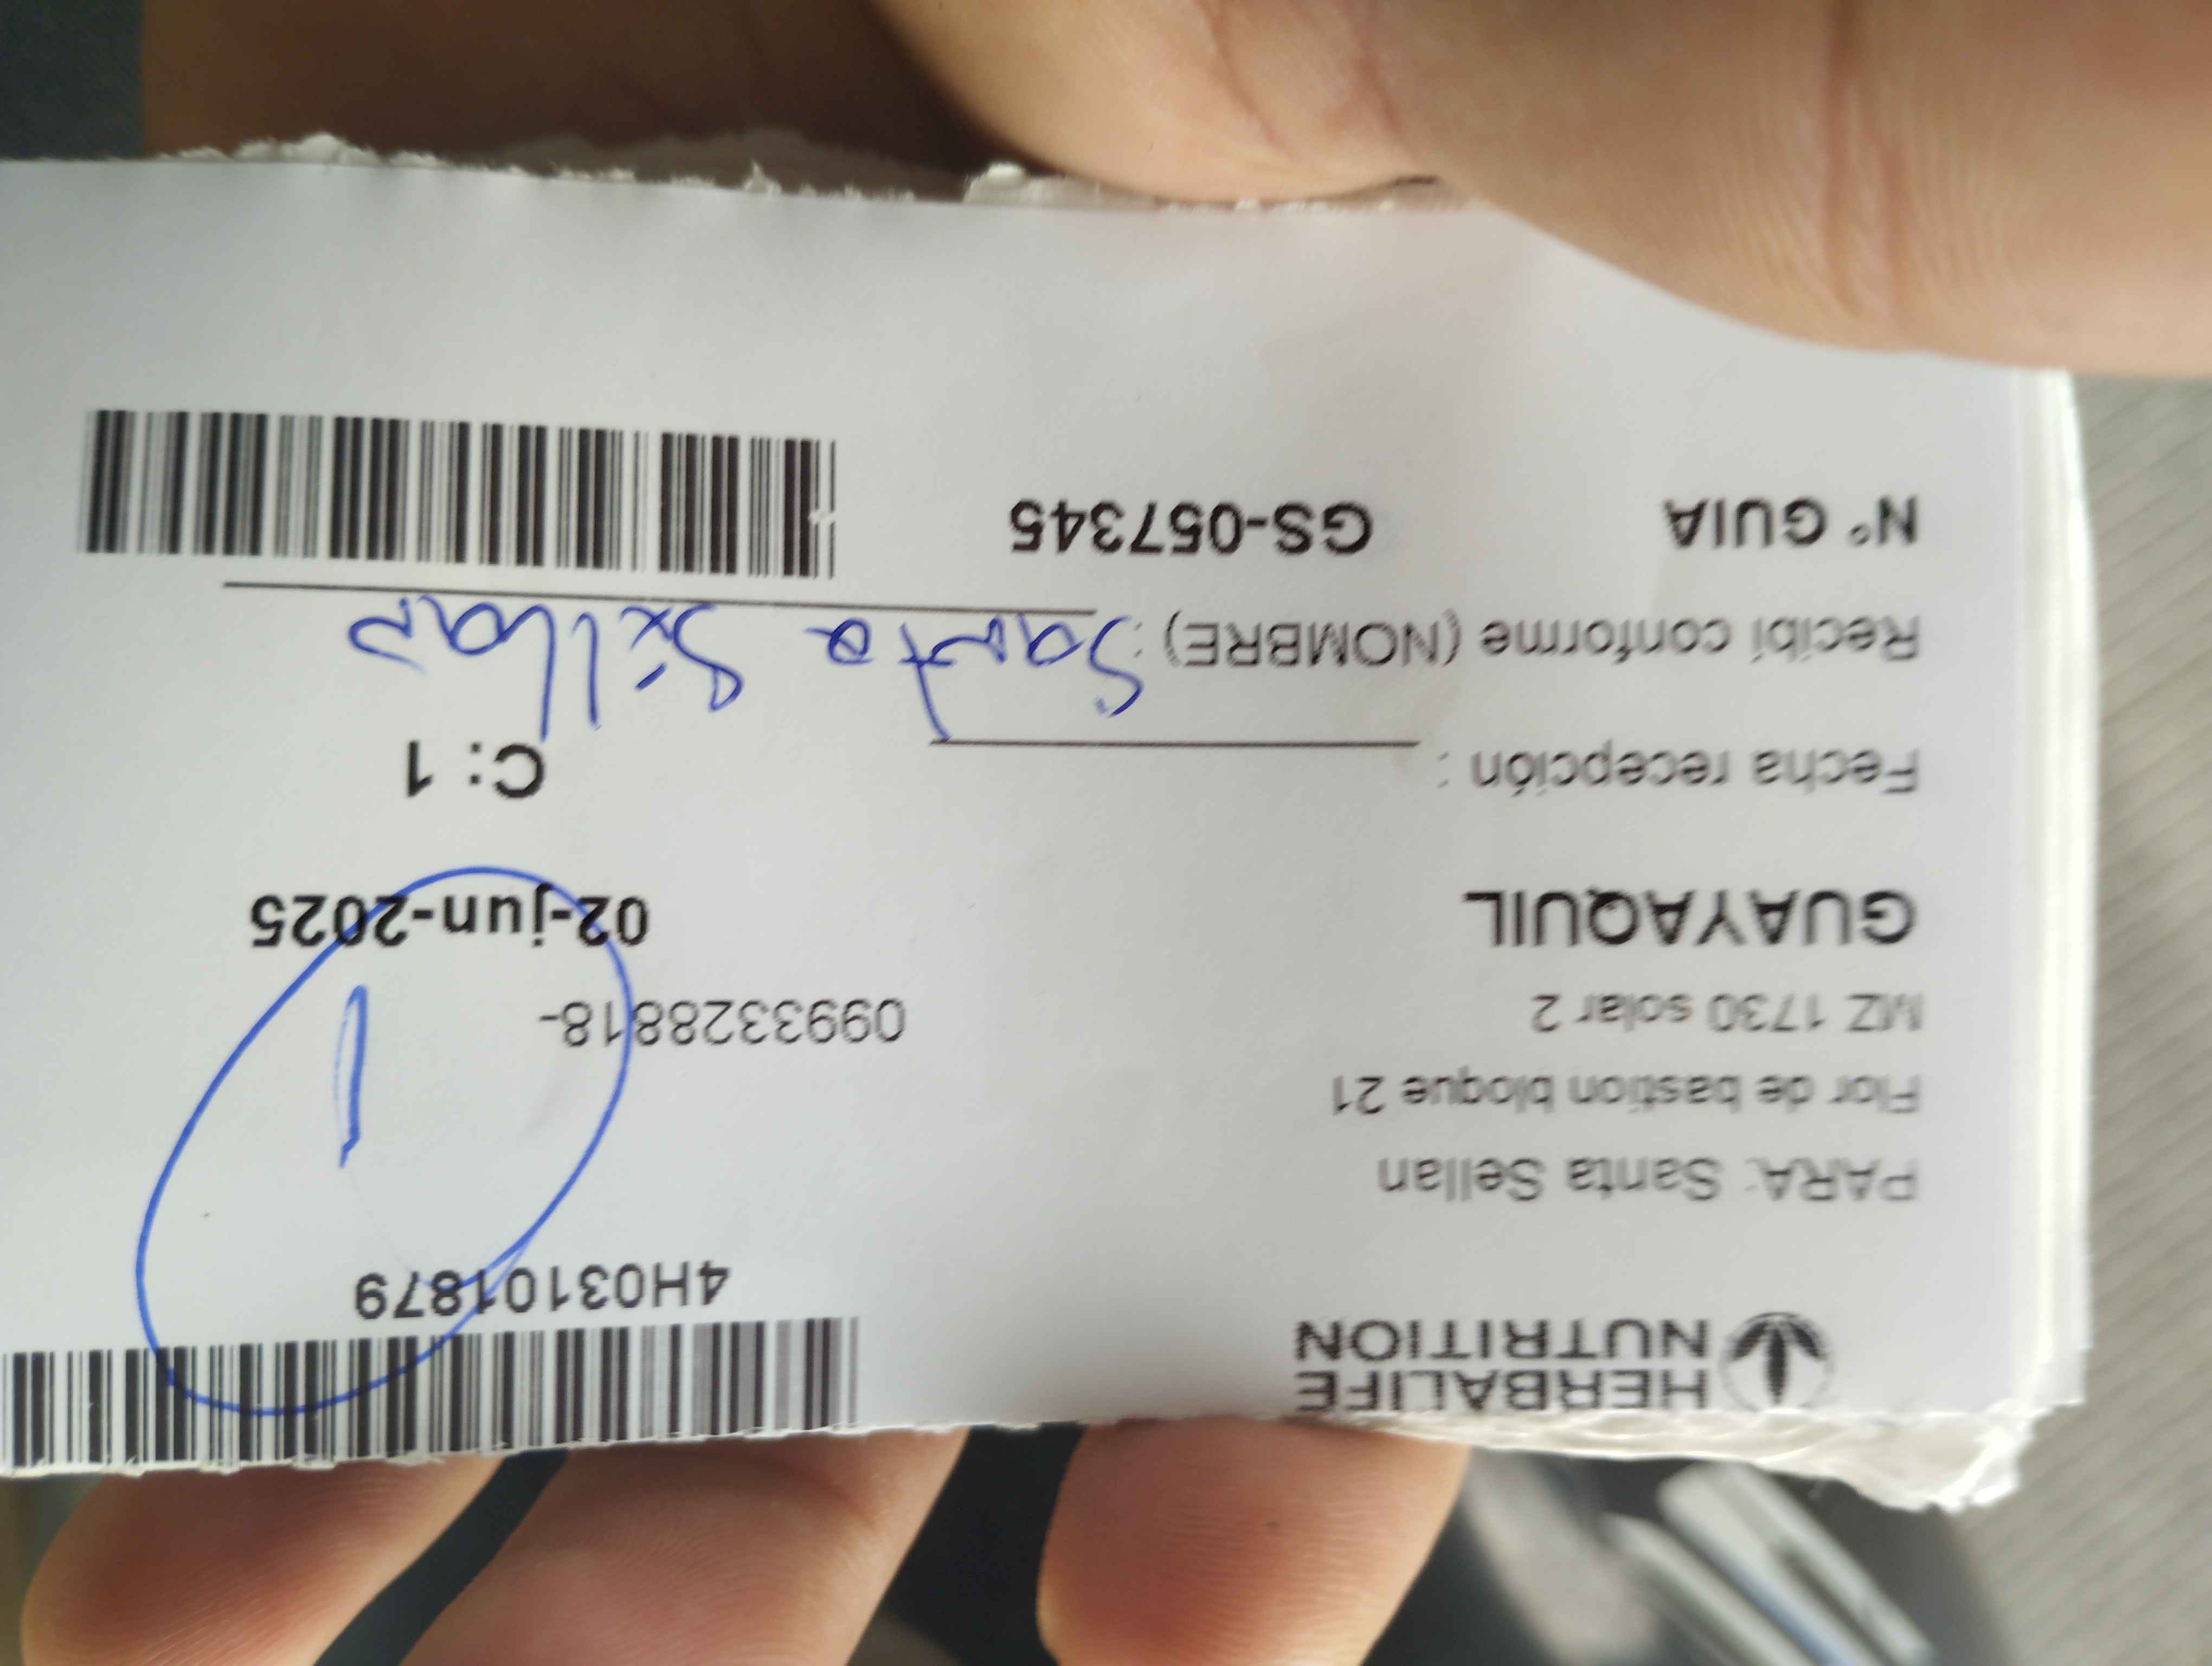 HERBALIFE
NUTRITION
4H03101879
PARA: Santa Sellan
Flor de bastion bloque 21
MZ 1730 solar 2
0993328818-
1
GUAYAQUIL
02-jun-2025
Fecha recepción :
C: 1
Recibí conforme (NOMBRE) : Santa Sellan
N° GUIA GS-057345